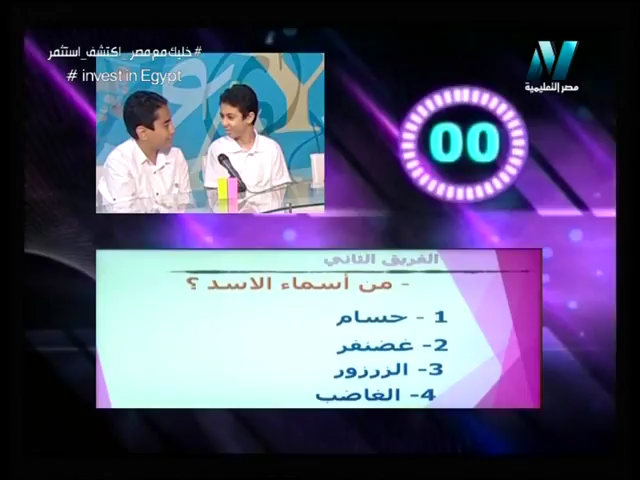 #خليك_مع_مصر_اكتشف_استثمر
# invest in Egypt
مصر التعليمية
00
الفريق الثاني
- من أسماء الاسد ؟
1 - حسام
2- غضنفر
3- الزرزور
4- الغاضب